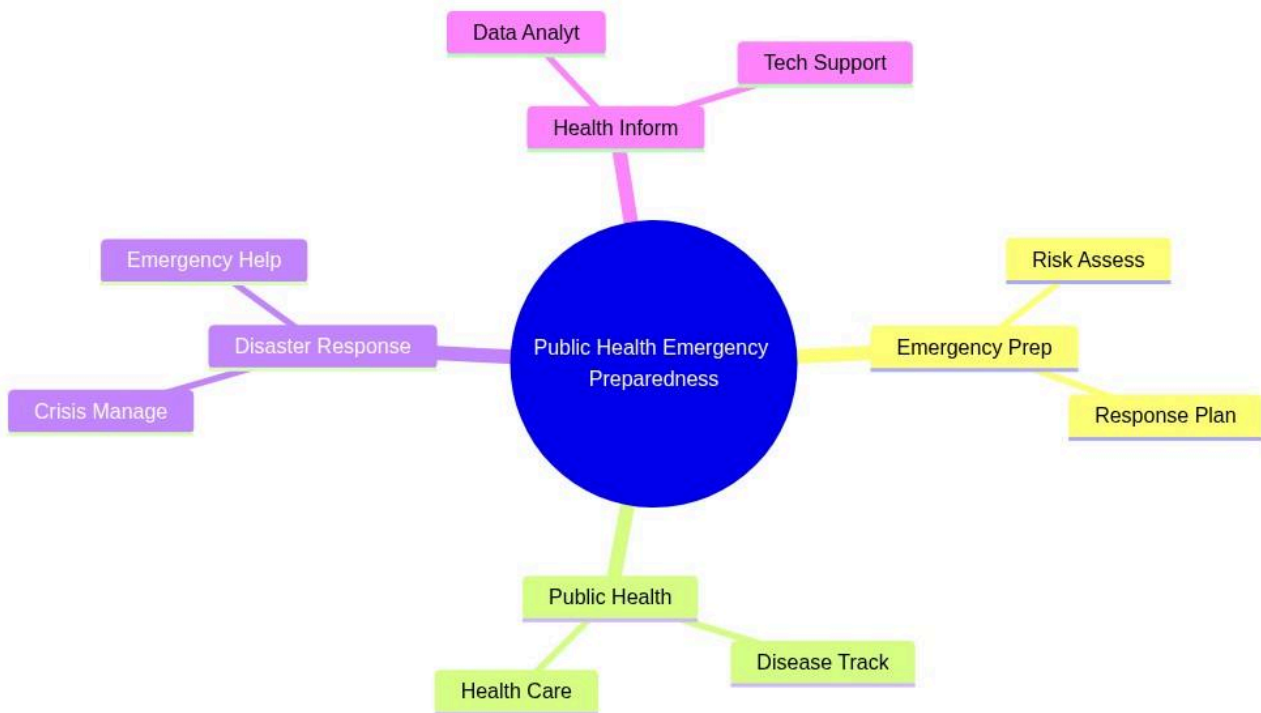 Data Analyt
Tech Support
Health Inform
Emergency Help
Risk Assess
Disaster Response
Public Health Emergency
Preparedness
Emergency Prep
Crisis Manage
Response Plan
Public Health
Disease Track
Health Care